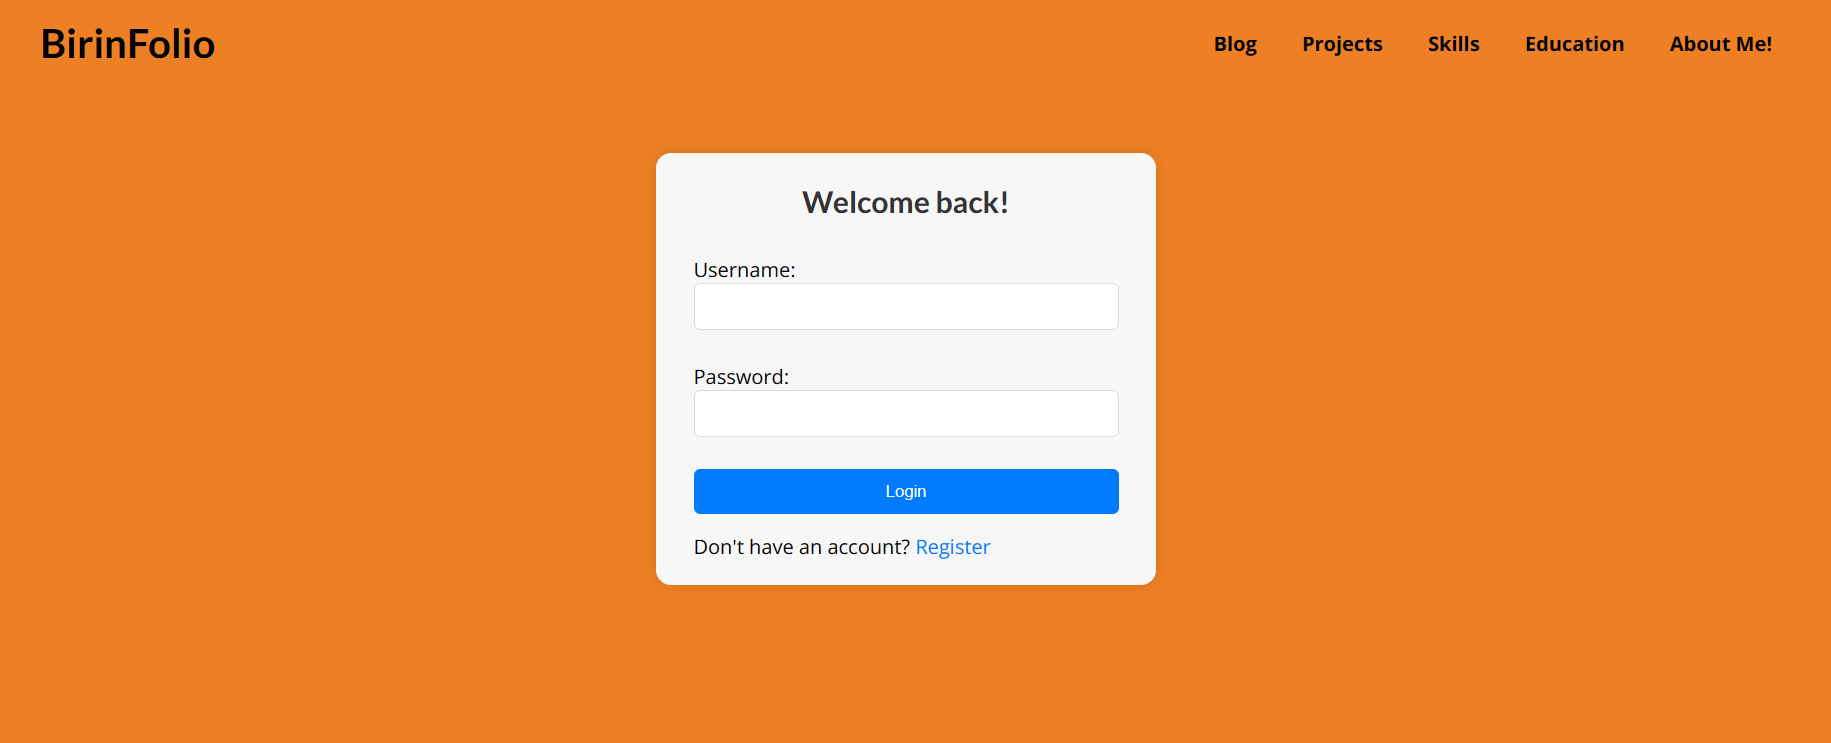 BirinFolio
Blog Projects Skills Education About Me!
Welcome back!
Username:
Password:
Login
Don't have an account? Register